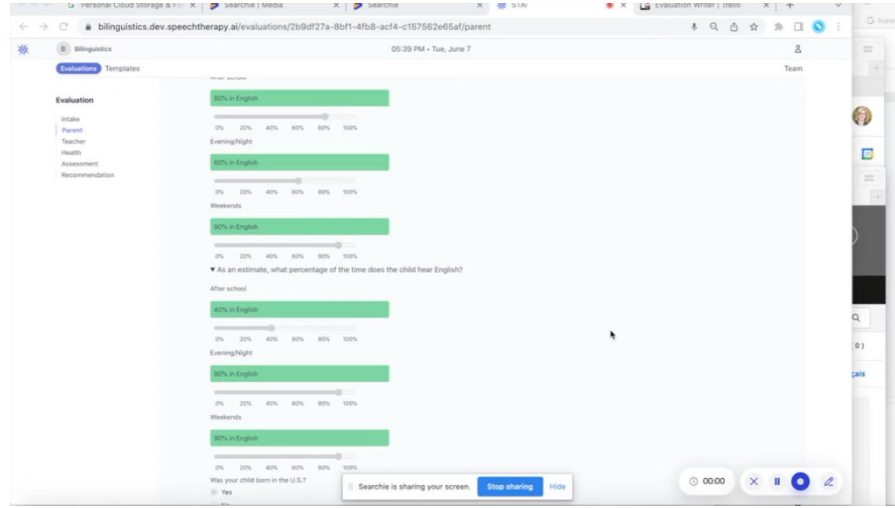 Personal Cloud Storage & Fil
Searchie | Media
Searchie
STAI
Evaluation Writer | Trello
bilinguistics.dev.speechtherapy.ai/evaluations/2b9df27a-8bf1-4fb8-acf4-c157562e65af/parent
B Bilinguistics
05:39 PM • Tue, June 7
Evaluations Templates
Team
After school
Evaluation
Intake
Parent
Teacher
Health
Assessment
Recommendation
80% in English
0% 20% 40% 60% 80% 100%
Evening/Night
60% in English
0% 20% 40% 60% 80% 100%
Weekends
90% in English
0% 20% 40% 60% 80% 100%
▼ As an estimate, what percentage of the time does the child hear English?
After school
40% in English
0% 20% 40% 60% 80% 100%
Evening/Night
90% in English
0% 20% 40% 60% 80% 100%
Weekends
90% in English
0% 20% 40% 60% 80% 100%
Was your child born in the U.S.?
Yes
Searchie is sharing your screen. Stop sharing Hide
00:00
( 0 )
çais